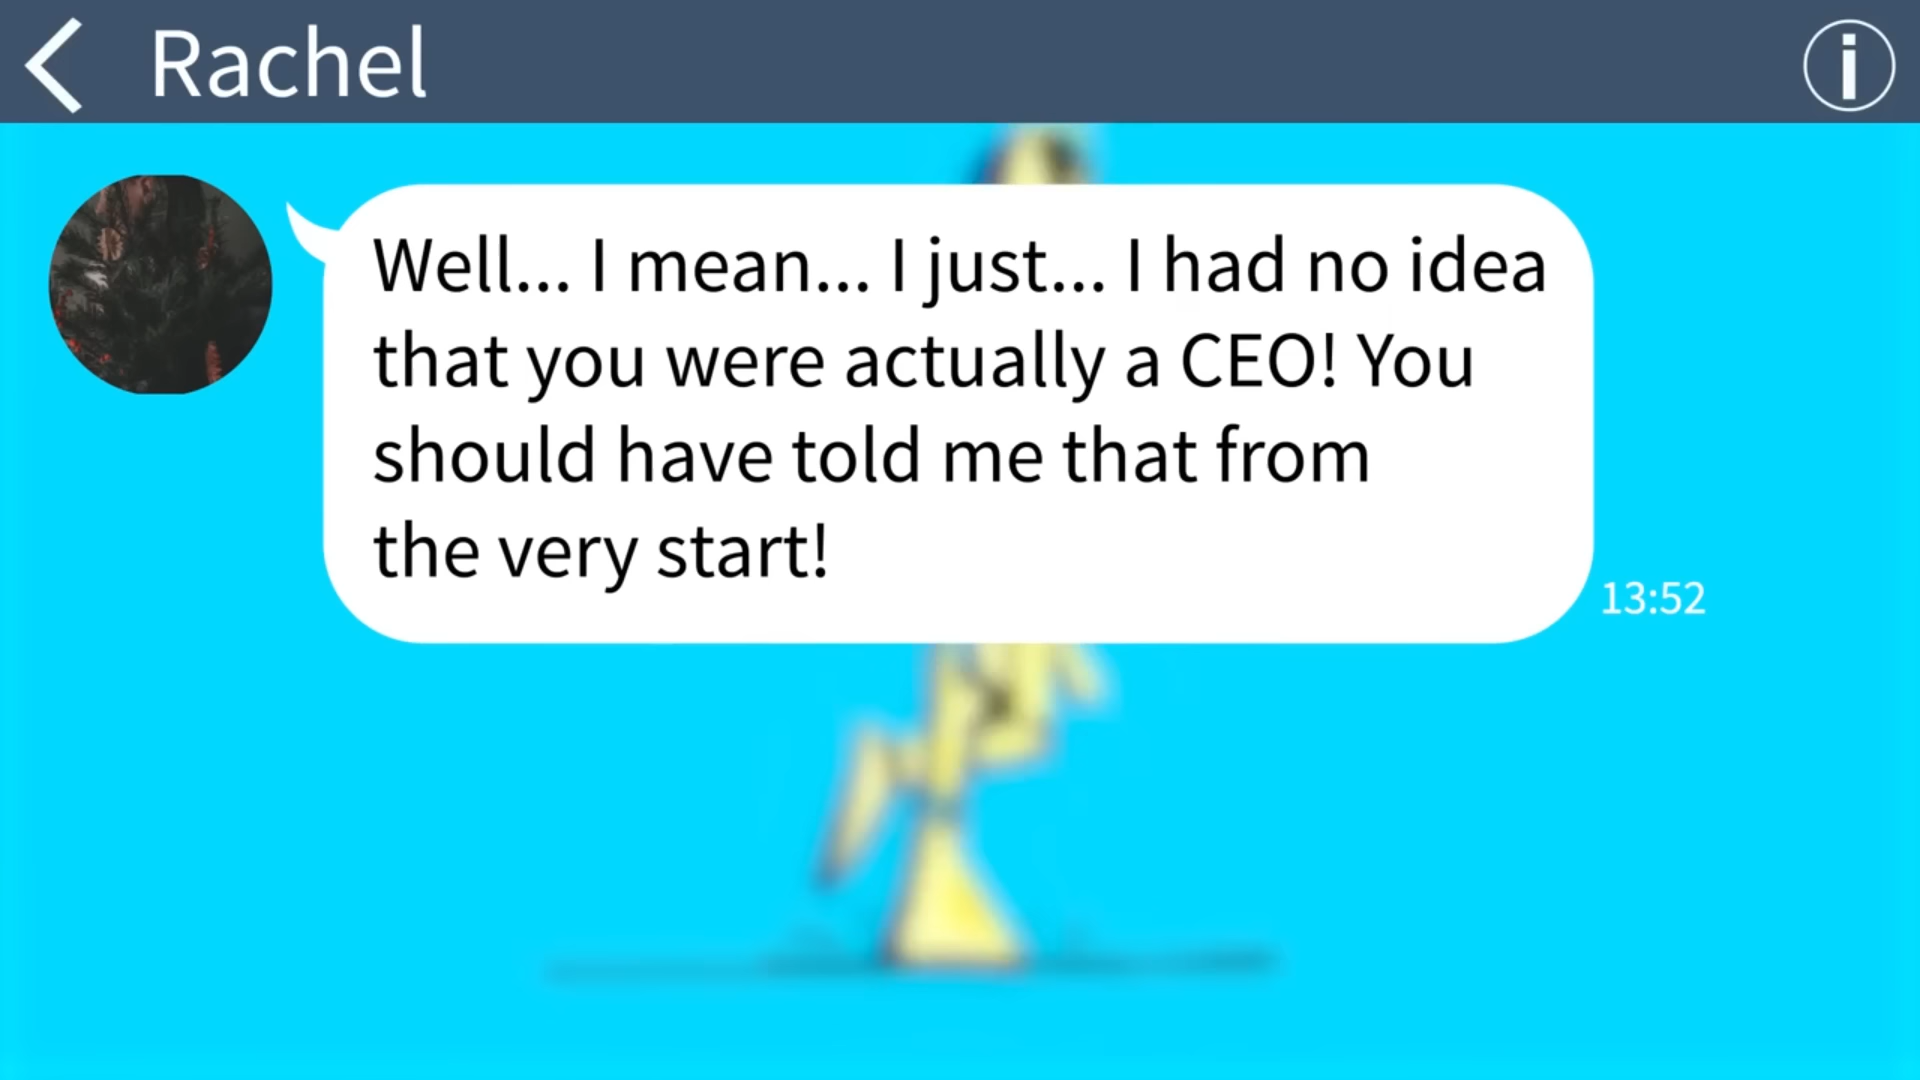 Rachel
Well... I mean... I just... I had no idea
that you were actually a CEO! You
should have told me that from
the very start!
13:52